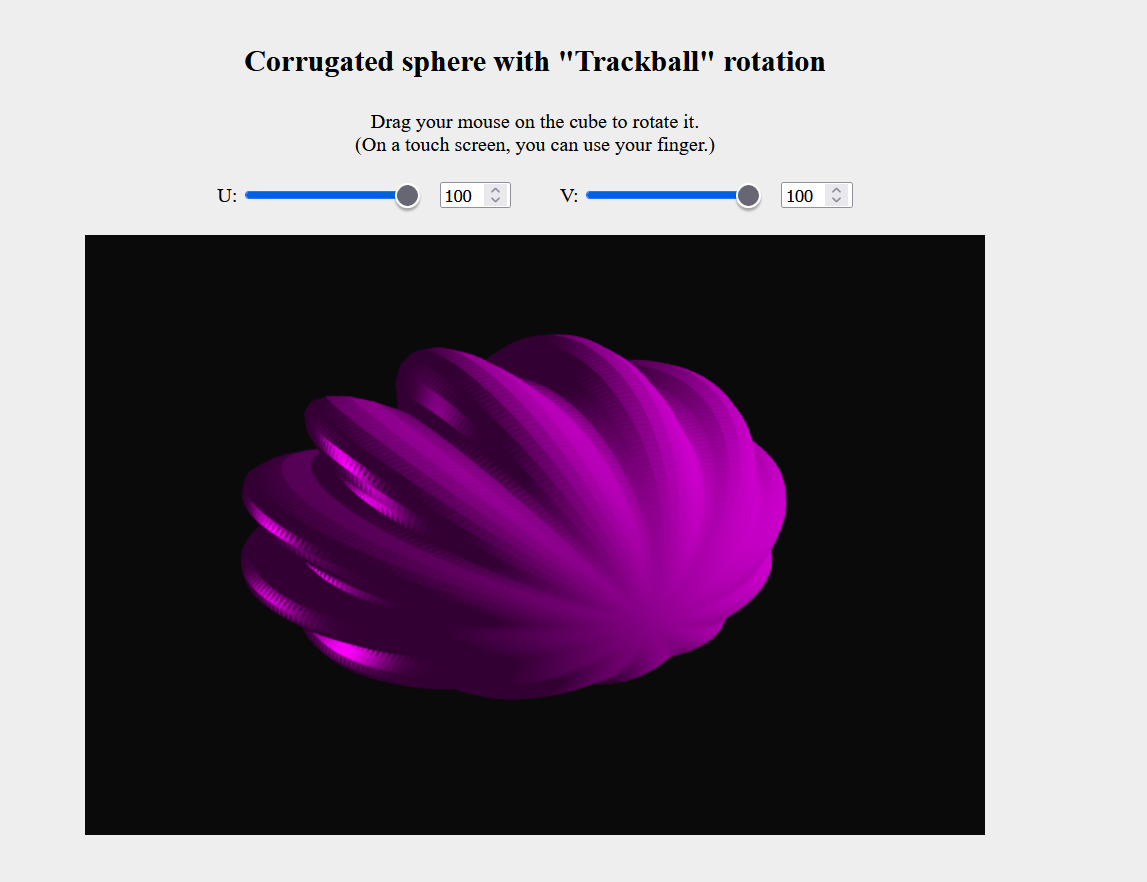 Corrugated sphere with "Trackball" rotation
Drag your mouse on the cube to rotate it.
(On a touch screen, you can use your finger.)
U: 100 V: 100